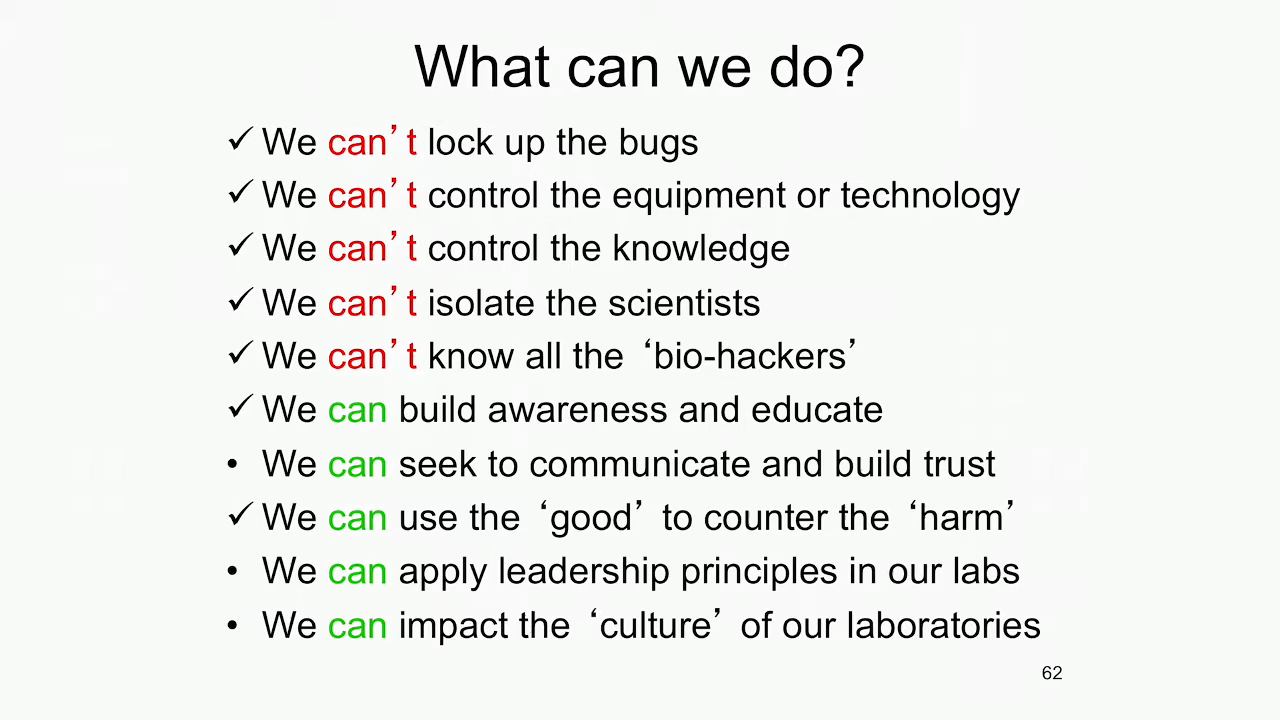 What can we do?
✓ We can’t lock up the bugs
✓ We can’t control the equipment or technology
✓ We can’t control the knowledge
✓ We can’t isolate the scientists
✓ We can’t know all the ‘bio-hackers’
✓ We can build awareness and educate
• We can seek to communicate and build trust
✓ We can use the ‘good’ to counter the ‘harm’
• We can apply leadership principles in our labs
• We can impact the ‘culture’ of our laboratories
62